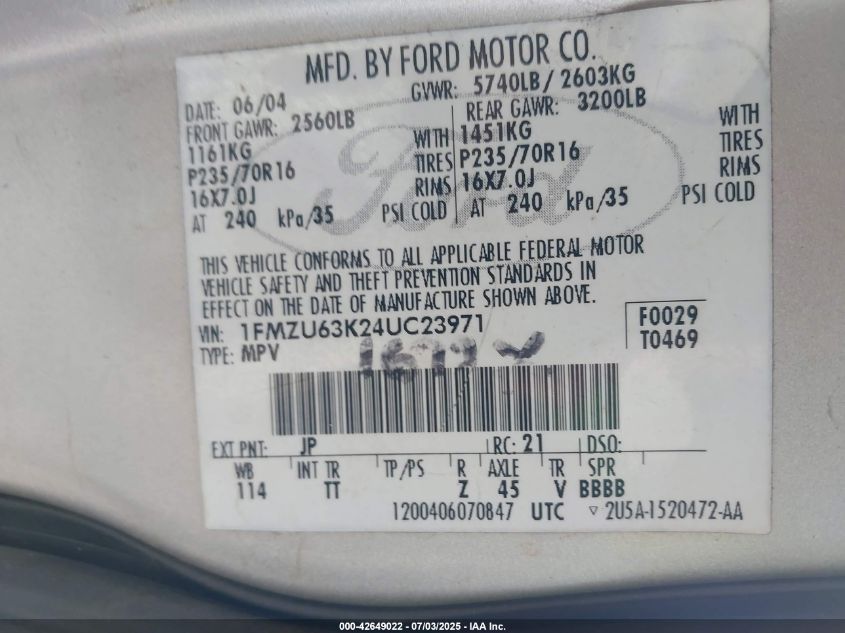 MFD. BY FORD MOTOR CO.
DATE: 06/04 GVWR: 5740LB/ 2603KG
FRONT GAWR: 2560LB REAR GAWR: 3200LB
1161KG WITH 1451KG WITH
P235/70R16 TIRES P235/70R16 TIRES
16X7.0J RIMS 16X7.0J RIMS
AT 240 kPa/35 PSI COLD AT 240 kPa/35 PSI COLD
Ford
THIS VEHICLE CONFORMS TO ALL APPLICABLE FEDERAL MOTOR
VEHICLE SAFETY AND THEFT PREVENTION STANDARDS IN
EFFECT ON THE DATE OF MANUFACTURE SHOWN ABOVE.
VIN: 1FMZU63K24UC23971 F0029
TYPE: MPV T0469
EXT PNT: JP RC: 21 DSO:
WB INT TR TP/PS R AXLE TR SPR
114 TT Z 45 V BBBB
1200406070847 UTC ▽ 2U5A-1520472-AA
000-42649022 - 07/03/2025 - IAA Inc.